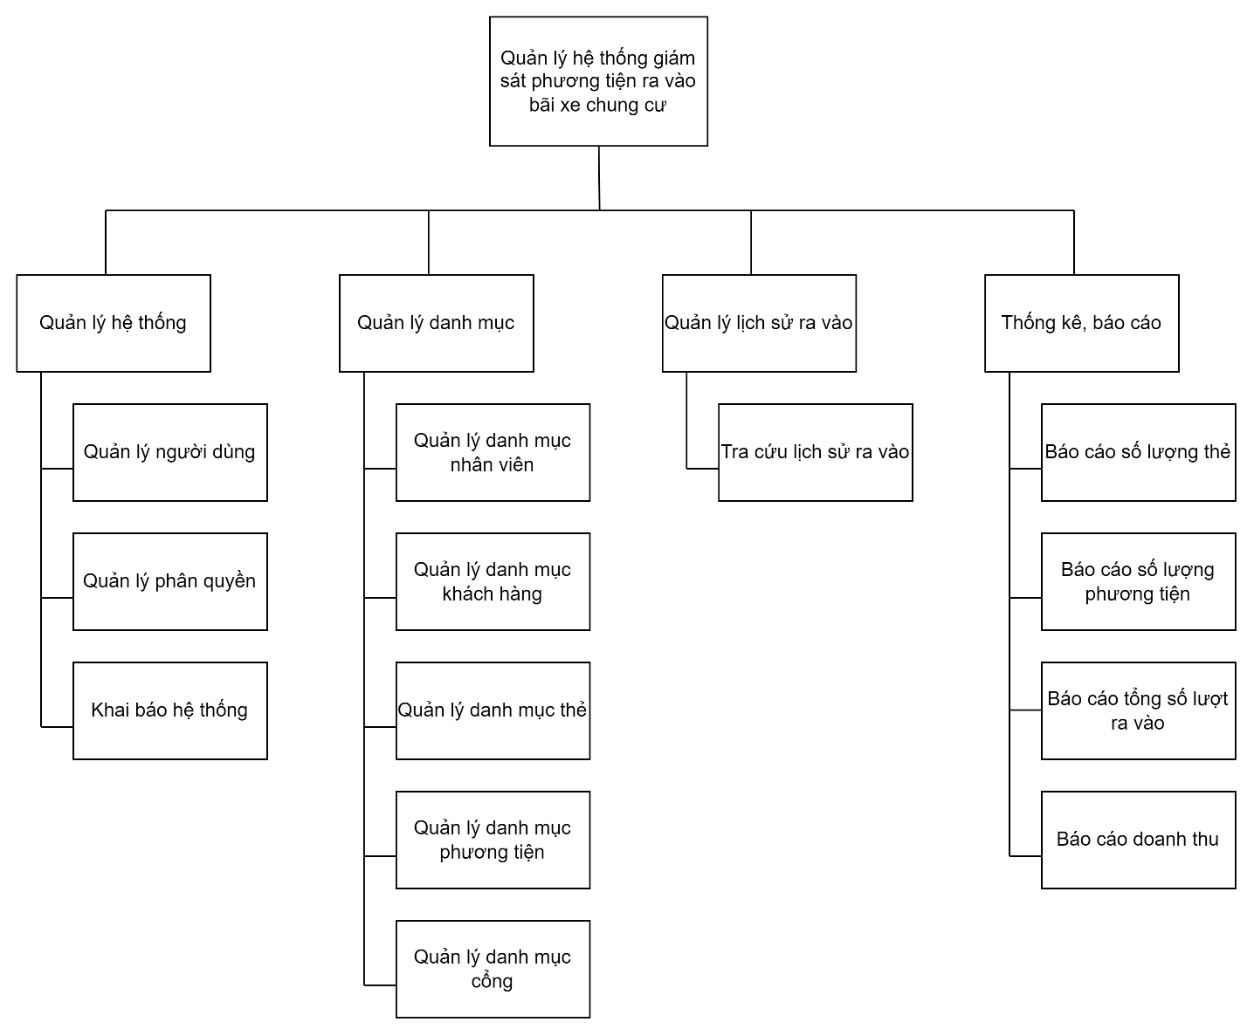 Quản lý hệ thống giám
sát phương tiện ra vào
bãi xe chung cư
Quản lý hệ thống
Quản lý danh mục
Quản lý lịch sử ra vào
Thống kê, báo cáo
Quản lý người dùng
Quản lý phân quyền
Khai báo hệ thống
Quản lý danh mục
nhân viên
Quản lý danh mục
khách hàng
Quản lý danh mục thẻ
Quản lý danh mục
phương tiện
Quản lý danh mục
cổng
Tra cứu lịch sử ra vào
Báo cáo số lượng thẻ
Báo cáo số lượng
phương tiện
Báo cáo tổng số lượt
ra vào
Báo cáo doanh thu